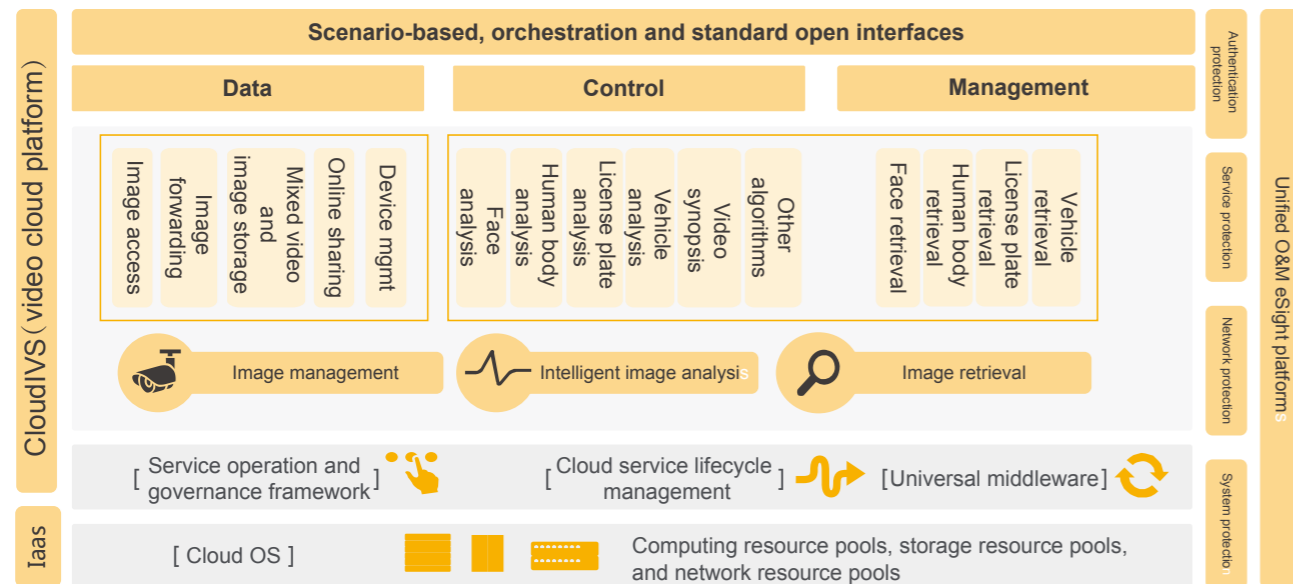 CloudIVS(video cloud platform)
Iaas
Scenario-based, orchestration and standard open interfaces
Data
Control
Management
Image access
Image
forwarding
Mixed video
and
image storage
Online sharing
Device mgmt
Face
analysis
Human body
analysis
License plate
analysis
Vehicle
analysis
Video
synopsis
Other
algorithms
Face retrieval
Human body
retrieval
License plate
retrieval
Vehicle
retrieval
Image management
Intelligent image analysis
Image retrieval
[ Service operation and
governance framework ]
[ Cloud service lifecycle
management ]
[Universal middleware]
[ Cloud OS ]
Computing resource pools, storage resource pools,
and network resource pools
Authentication
protection
Service protection
Network protection
System protection
Unified O&M eSight platforms